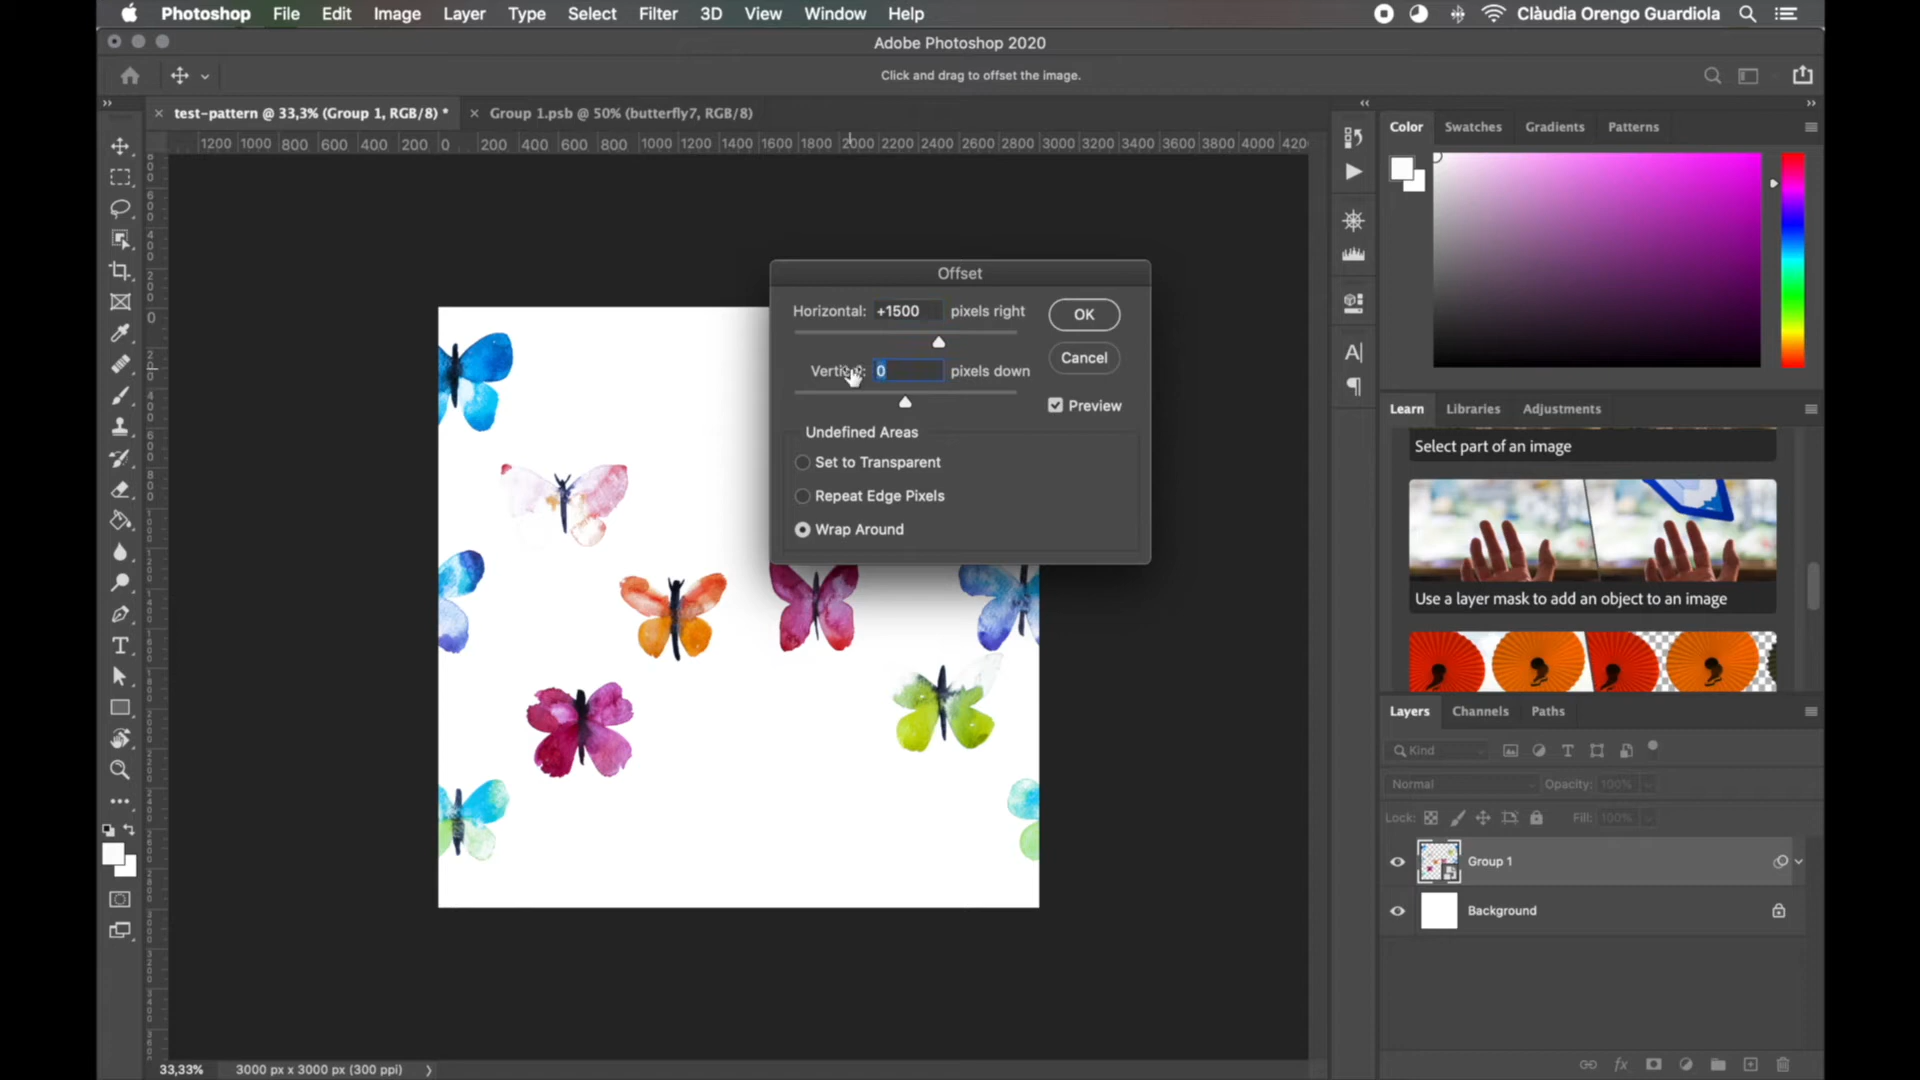 Photoshop File Edit Image Layer Type Select Filter 3D View Window Help Clàudia Orengo Guardiola
Adobe Photoshop 2020
Click and drag to offset the image.
× test-pattern @ 33,3% (Group 1, RGB/8) * × Group 1.psb @ 50% (butterfly7, RGB/8)
1200 1000 800 600 400 200 0 200 400 600 800 1000 1200 1400 1600 1800 2000 2200 2400 2600 2800 3000 3200 3400 3600 3800 4000 420
Color Swatches Gradients Patterns
Offset
Horizontal: +1500 pixels right
OK
0 pixels down
Cancel
Preview
Undefined Areas
Set to Transparent
Repeat Edge Pixels
Wrap Around
Learn Libraries Adjustments
Select part of an image
Use a layer mask to add an object to an image
Layers Channels Paths
Kind
Normal Opacity: 100%
Lock: Fill: 100%
Group 1
Background
33,33% 3000 px x 3000 px (300 ppi)